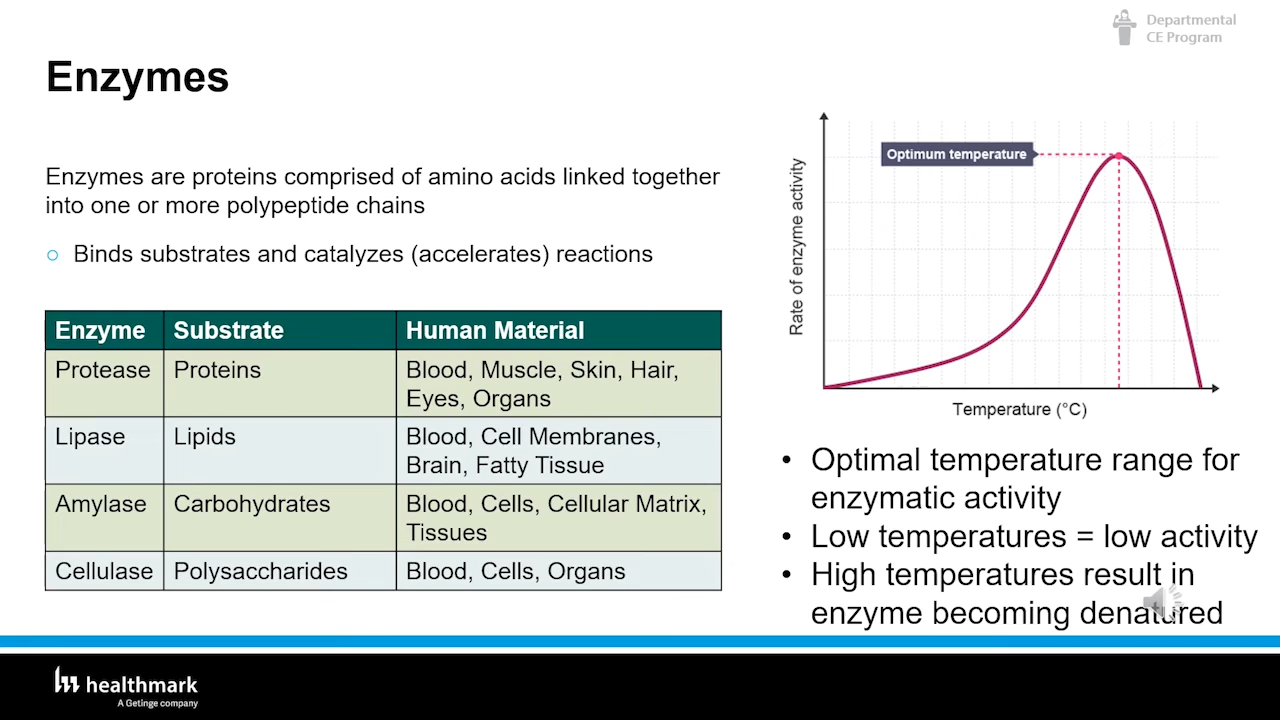 Departmental
CE Program
Enzymes
Enzymes are proteins comprised of amino acids linked together
into one or more polypeptide chains
○ Binds substrates and catalyzes (accelerates) reactions
Enzyme Substrate Human Material
Protease Proteins Blood, Muscle, Skin, Hair,
Eyes, Organs
Lipase Lipids Blood, Cell Membranes,
Brain, Fatty Tissue
Amylase Carbohydrates Blood, Cells, Cellular Matrix,
Tissues
Cellulase Polysaccharides Blood, Cells, Organs
Optimum temperature
Rate of enzyme activity
Temperature (°C)
• Optimal temperature range for
enzymatic activity
• Low temperatures = low activity
• High temperatures result in
enzyme becoming denatured
healthmark
A Getinge company